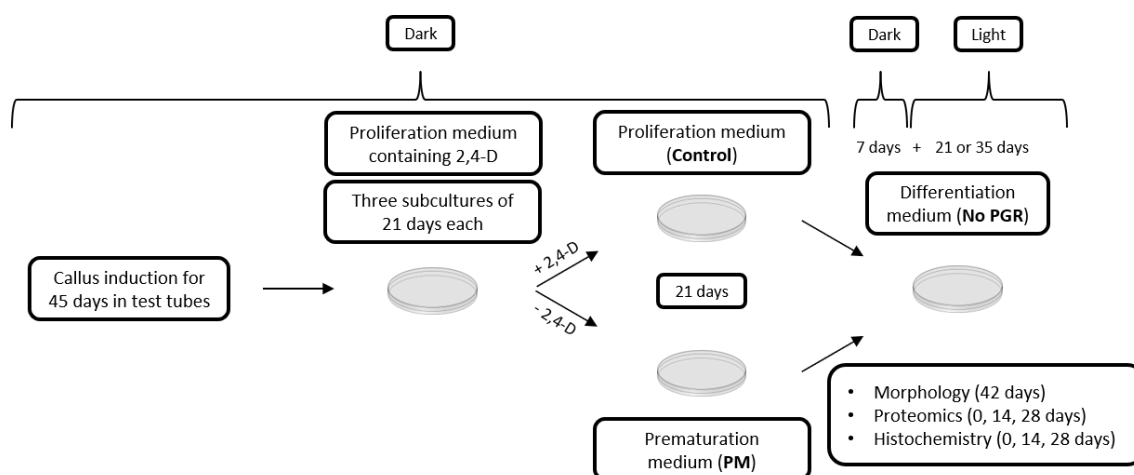 Dark
Dark
Light
Proliferation medium
containing 2,4-D
Proliferation medium
(Control)
7 days + 21 or 35 days
Three subcultures of
21 days each
Differentiation
medium (No PGR)
Callus induction for
45 days in test tubes
+ 2,4-D
- 2,4-D
21 days
Prematuration
medium (PM)
• Morphology (42 days)
• Proteomics (0, 14, 28 days)
• Histochemistry (0, 14, 28 days)